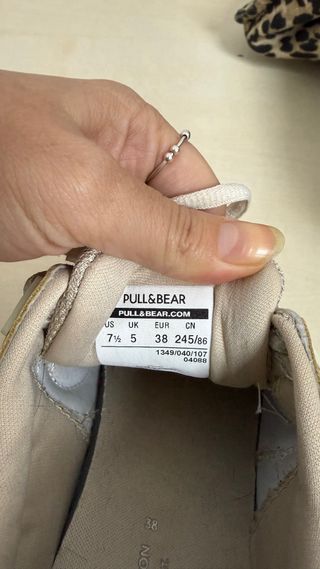 PULL&BEAR
PULL&BEAR.COM
US UK EUR CN
7½ 5 38 245/86
1349/040/107
04088
38